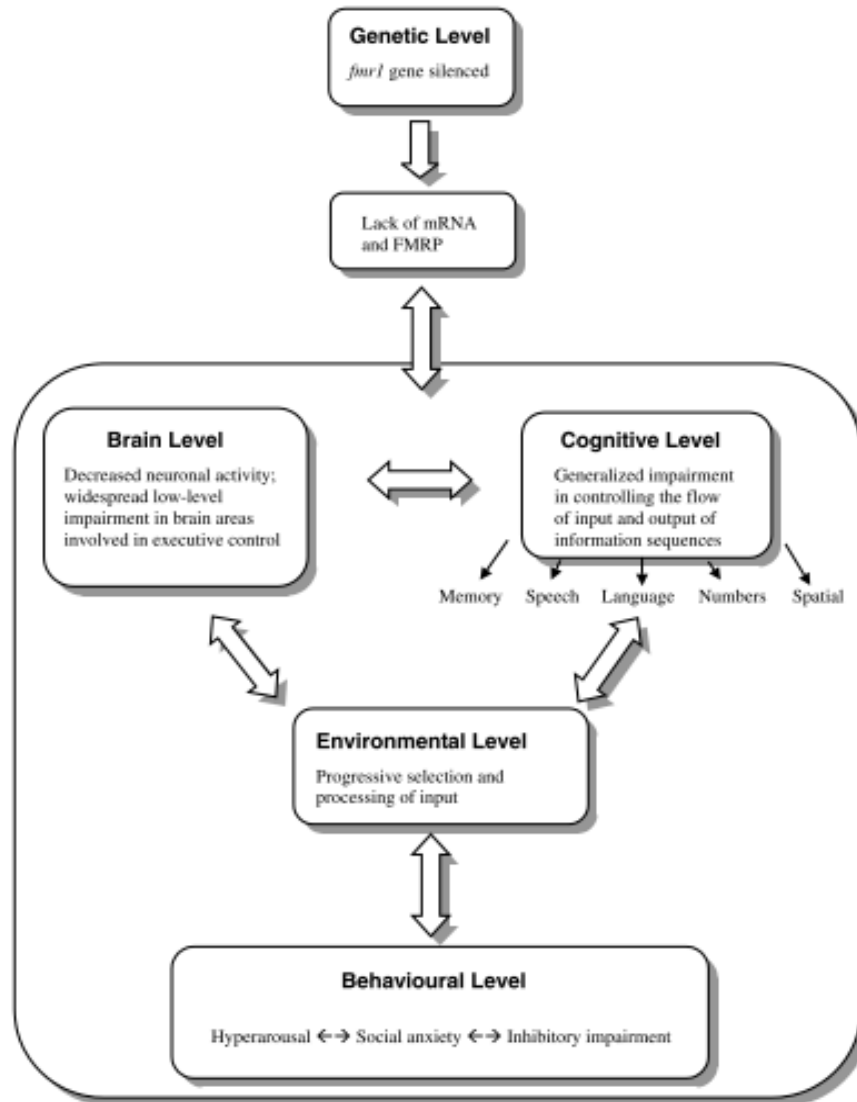 Genetic Level
fmr1 gene silenced
Lack of mRNA
and FMRP
Brain Level
Decreased neuronal activity;
widespread low-level
impairment in brain areas
involved in executive control
Cognitive Level
Generalized impairment
in controlling the flow
of input and output of
information sequences
Memory Speech Language Numbers Spatial
Environmental Level
Progressive selection and
processing of input
Behavioural Level
Hyperarousal ←→ Social anxiety ←→ Inhibitory impairment